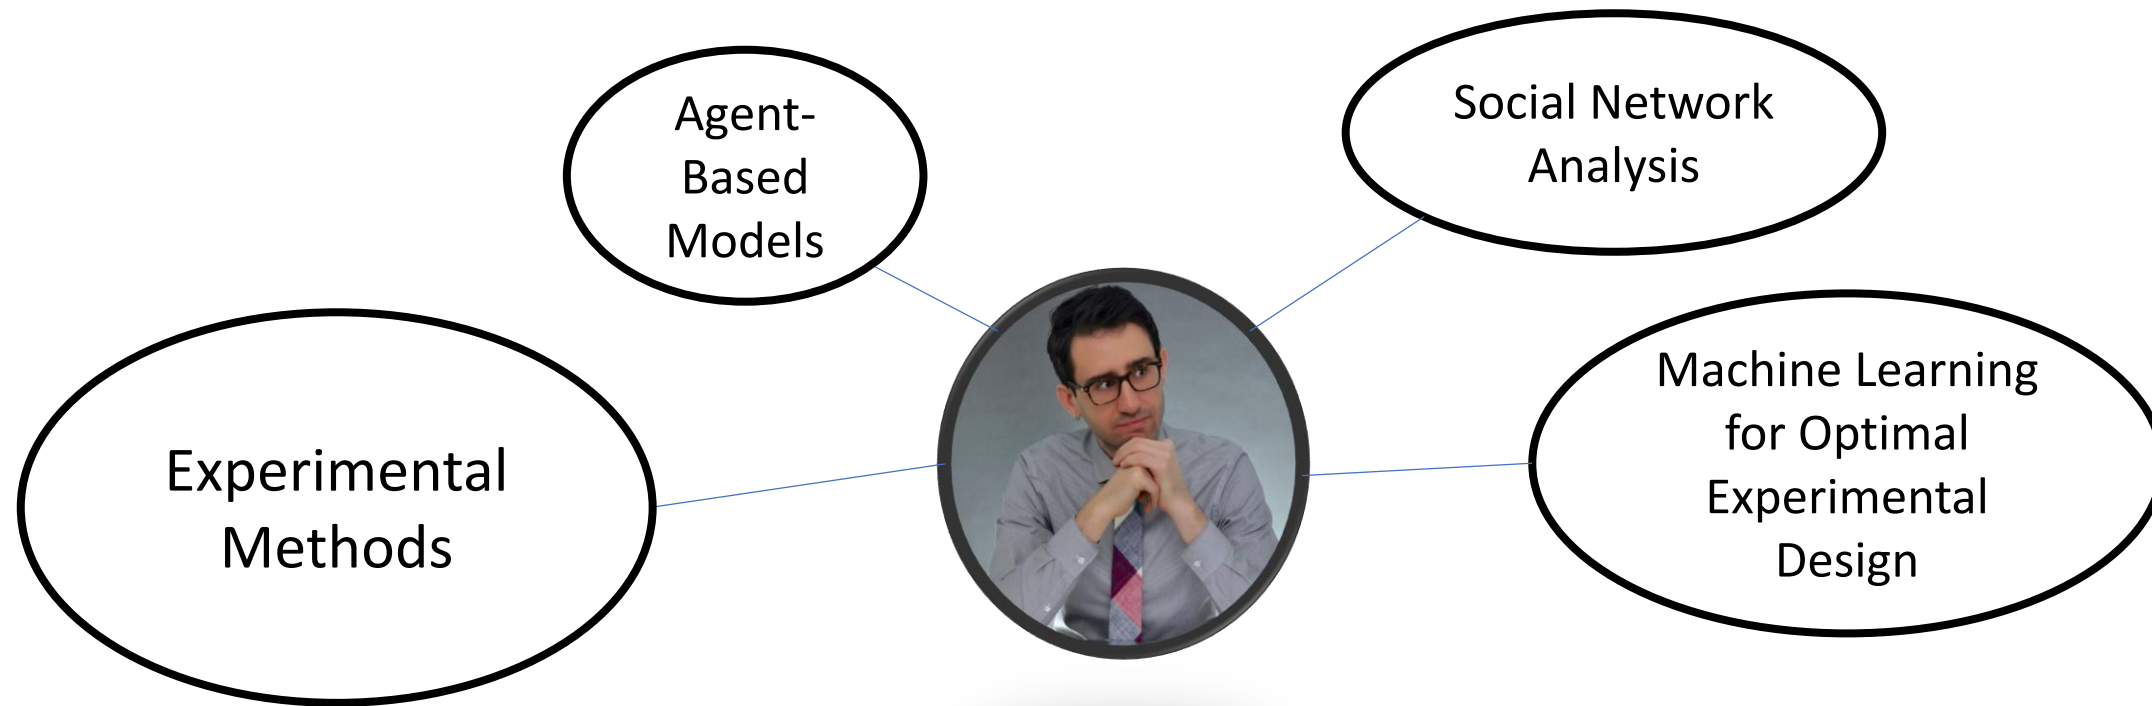 Agent-
Based
Models
Social Network
Analysis
Experimental
Methods
Machine Learning
for Optimal
Experimental
Design